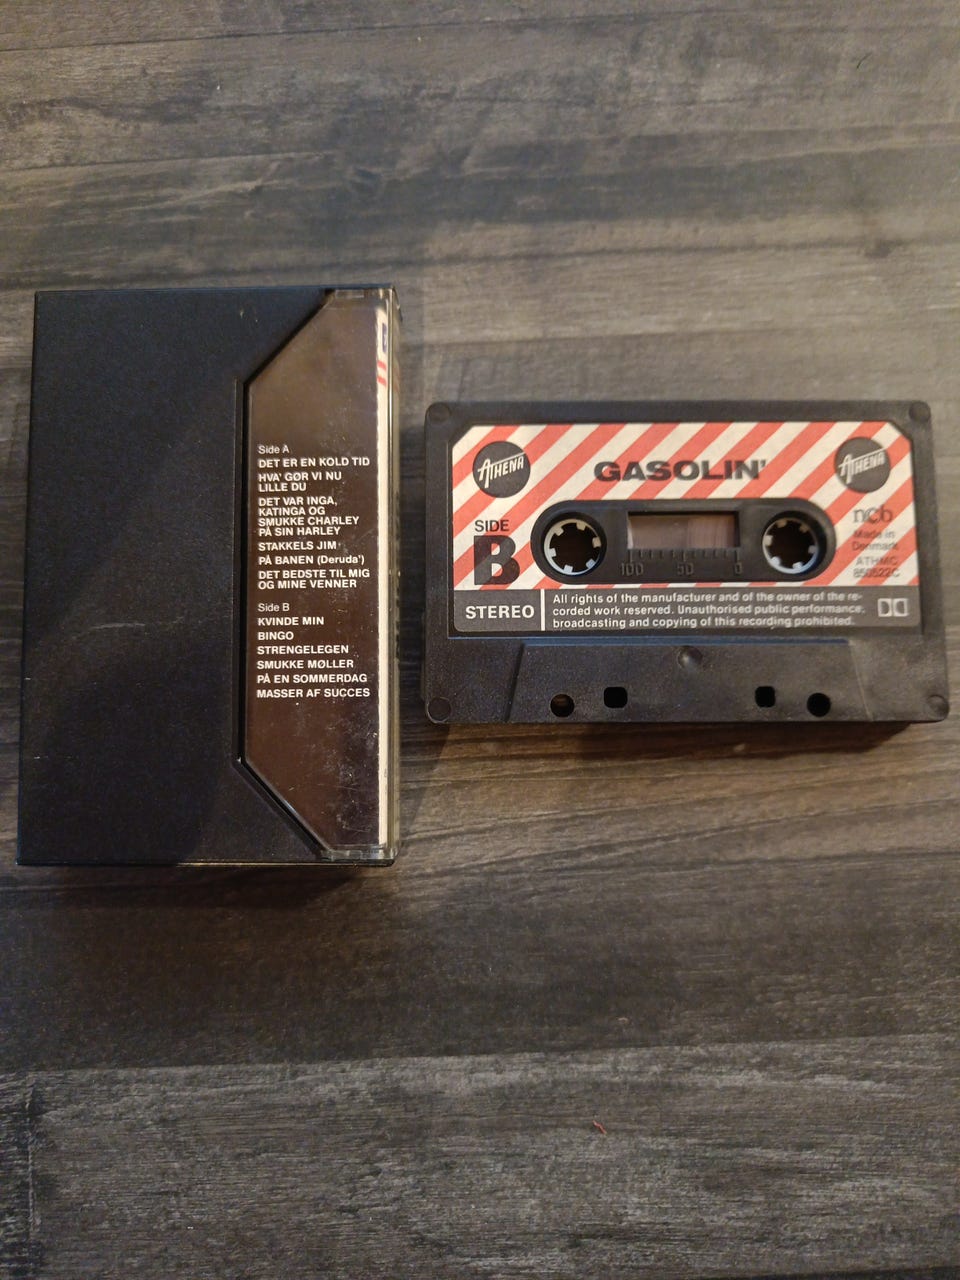 Side A
DET ER EN KOLD TID
HVA' GØR VI NU
LILLE DU
DET VAR INGA,
KATINGA OG
SMUKKE CHARLEY
PÅ SIN HARLEY
STAKKELS JIM
PÅ BANEN (Deruda')
DET BEDSTE TIL MIG
OG MINE VENNER
Side B
KVINDE MIN
BINGO
STRENGELEGEN
SMUKKE MØLLER
PÅ EN SOMMERDAG
MASSER AF SUCCES
ATHENA
GASOLIN'
ATHENA
SIDE
B
ncb
Made in
Denmark
ATHMC
850522C
100 50 0
STEREO
All rights of the manufacturer and of the owner of the re-
corded work reserved. Unauthorised public performance,
broadcasting and copying of this recording prohibited.